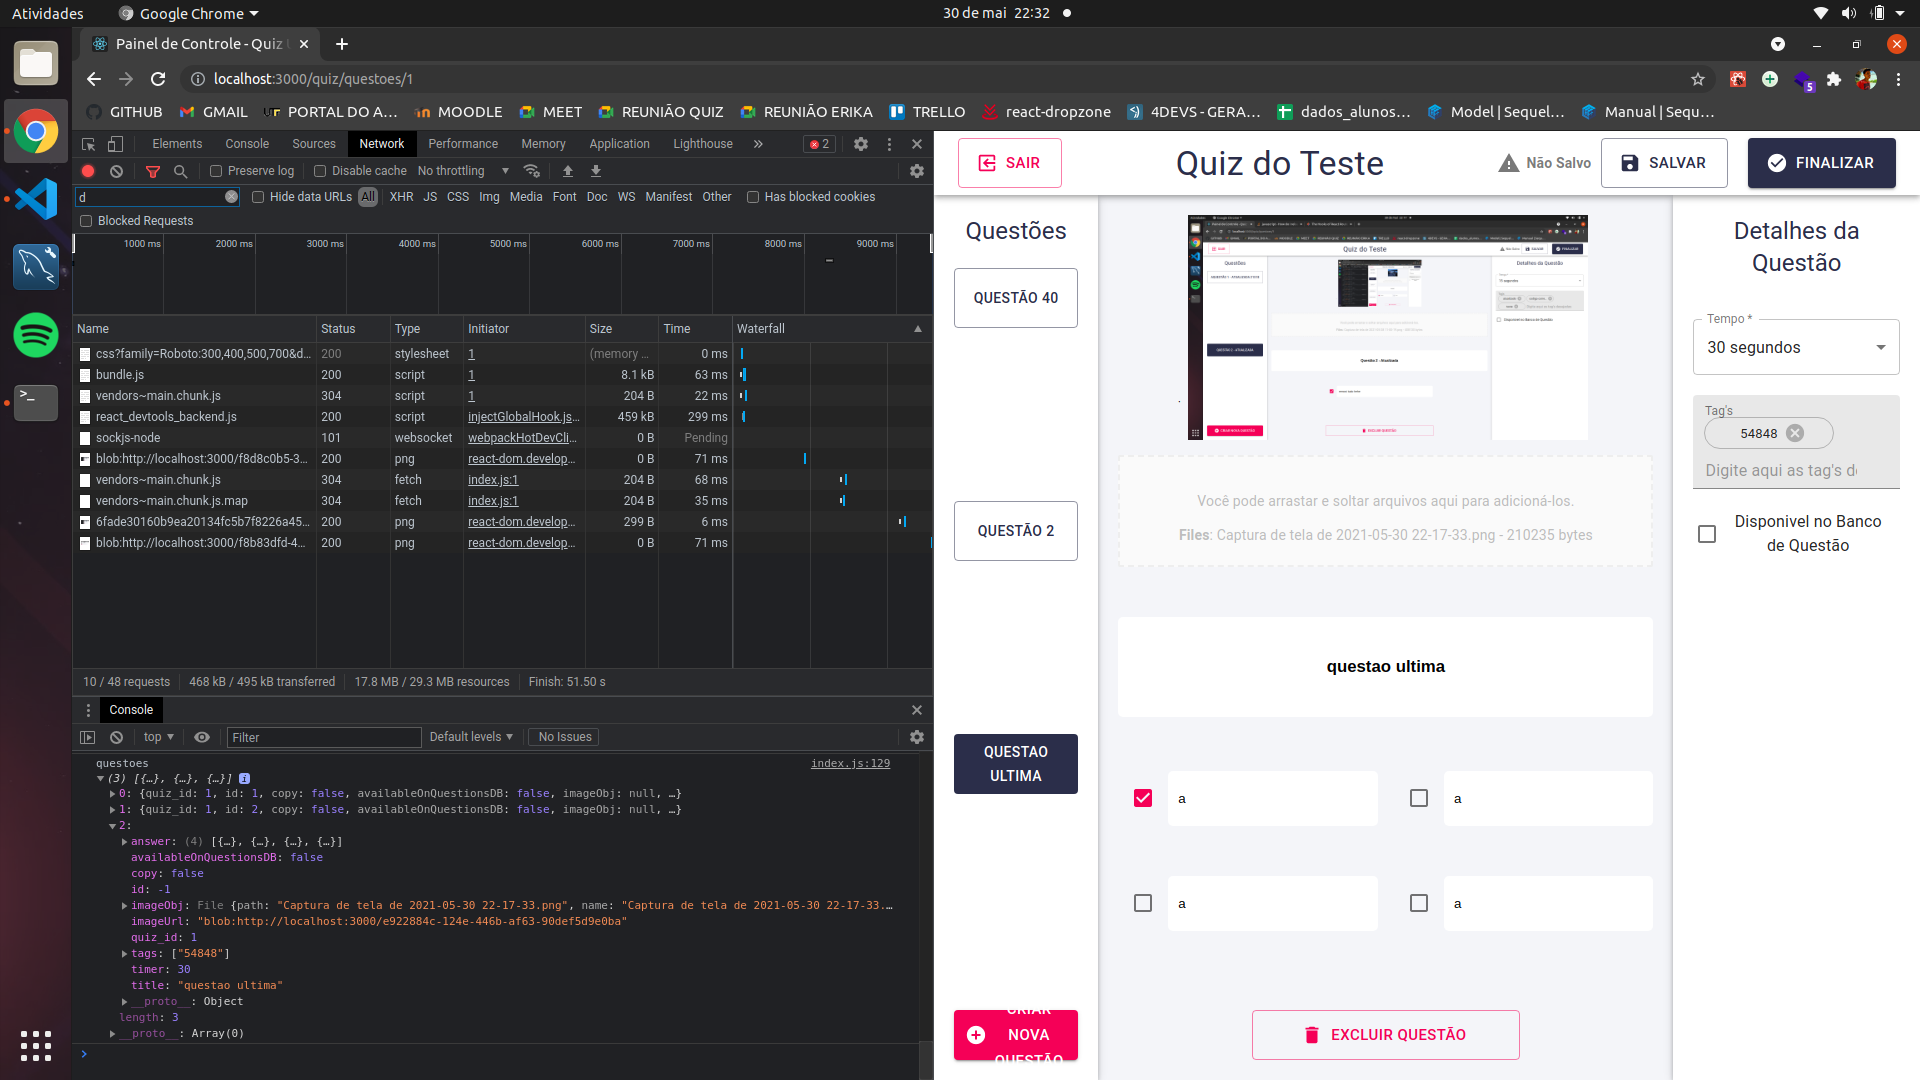 Atividades
Google Chrome
30 de mai 22:32
Painel de Controle - Quiz
localhost:3000/quiz/questoes/1
GITHUB
GMAIL
PORTAL DO A...
MOODLE
MEET
REUNIÃO QUIZ
REUNIÃO ERIKA
TRELLO
react-dropzone
4DEVS - GERA...
dados_alunos...
Model | Sequel...
Manual | Sequ...
5
Elements Console Sources Network Performance Memory Application Lighthouse » 2
Preserve log Disable cache No throttling
d Hide data URLs All XHR JS CSS Img Media Font Doc WS Manifest Other Has blocked cookies
Blocked Requests
1000 ms 2000 ms 3000 ms 4000 ms 5000 ms 6000 ms 7000 ms 8000 ms 9000 ms
Name Status Type Initiator Size Time Waterfall
css?family=Roboto:300,400,500,700&d... 200 stylesheet 1 (memory ... 0 ms
bundle.js 200 script 1 8.1 kB 63 ms
vendors~main.chunk.js 304 script 1 204 B 22 ms
react_devtools_backend.js 200 script injectGlobalHook.js... 459 kB 299 ms
sockjs-node 101 websocket webpackHotDevCli... 0 B Pending
blob:http://localhost:3000/f8d8c0b5-3... 200 png react-dom.develop... 0 B 71 ms
vendors~main.chunk.js 304 fetch index.js:1 204 B 68 ms
vendors~main.chunk.js.map 304 fetch index.js:1 204 B 35 ms
6fade30160b9ea20134fc5b7f8226a45... 200 png react-dom.develop... 299 B 6 ms
blob:http://localhost:3000/f8b83dfd-4... 200 png react-dom.develop... 0 B 71 ms
10 / 48 requests 468 kB / 495 kB transferred 17.8 MB / 29.3 MB resources Finish: 51.50 s
Console
top Filter Default levels No Issues
questoes index.js:129
(3) [{…}, {…}, {…}] i
0: {quiz_id: 1, id: 1, copy: false, availableOnQuestionsDB: false, imageObj: null, …}
1: {quiz_id: 1, id: 2, copy: false, availableOnQuestionsDB: false, imageObj: null, …}
2:
answer: (4) [{…}, {…}, {…}, {…}]
availableOnQuestionsDB: false
copy: false
id: -1
imageObj: File {path: "Captura de tela de 2021-05-30 22-17-33.png", name: "Captura de tela de 2021-05-30 22-17-33.…
imageUrl: "blob:http://localhost:3000/e922884c-124e-446b-af63-90def5d9e0ba"
quiz_id: 1
tags: ["54848"]
timer: 30
title: "questao ultima"
__proto__: Object
length: 3
__proto__: Array(0)
SAIR
Quiz do Teste
Não Salvo
SALVAR
FINALIZAR
Questões
QUESTÃO 40
QUESTÃO 2
QUESTAO
ULTIMA
CRIAR
NOVA
QUESTÃO
Quiz do Teste
Você pode arrastar e soltar arquivos aqui para adicioná-los.
Files: Captura de tela de 2021-05-30 22-17-33.png - 210235 bytes
questao ultima
a
a
a
a
EXCLUIR QUESTÃO
Detalhes da
Questão
Tempo *
30 segundos
Tag's
54848
Digite aqui as tag's d
Disponivel no Banco
de Questão